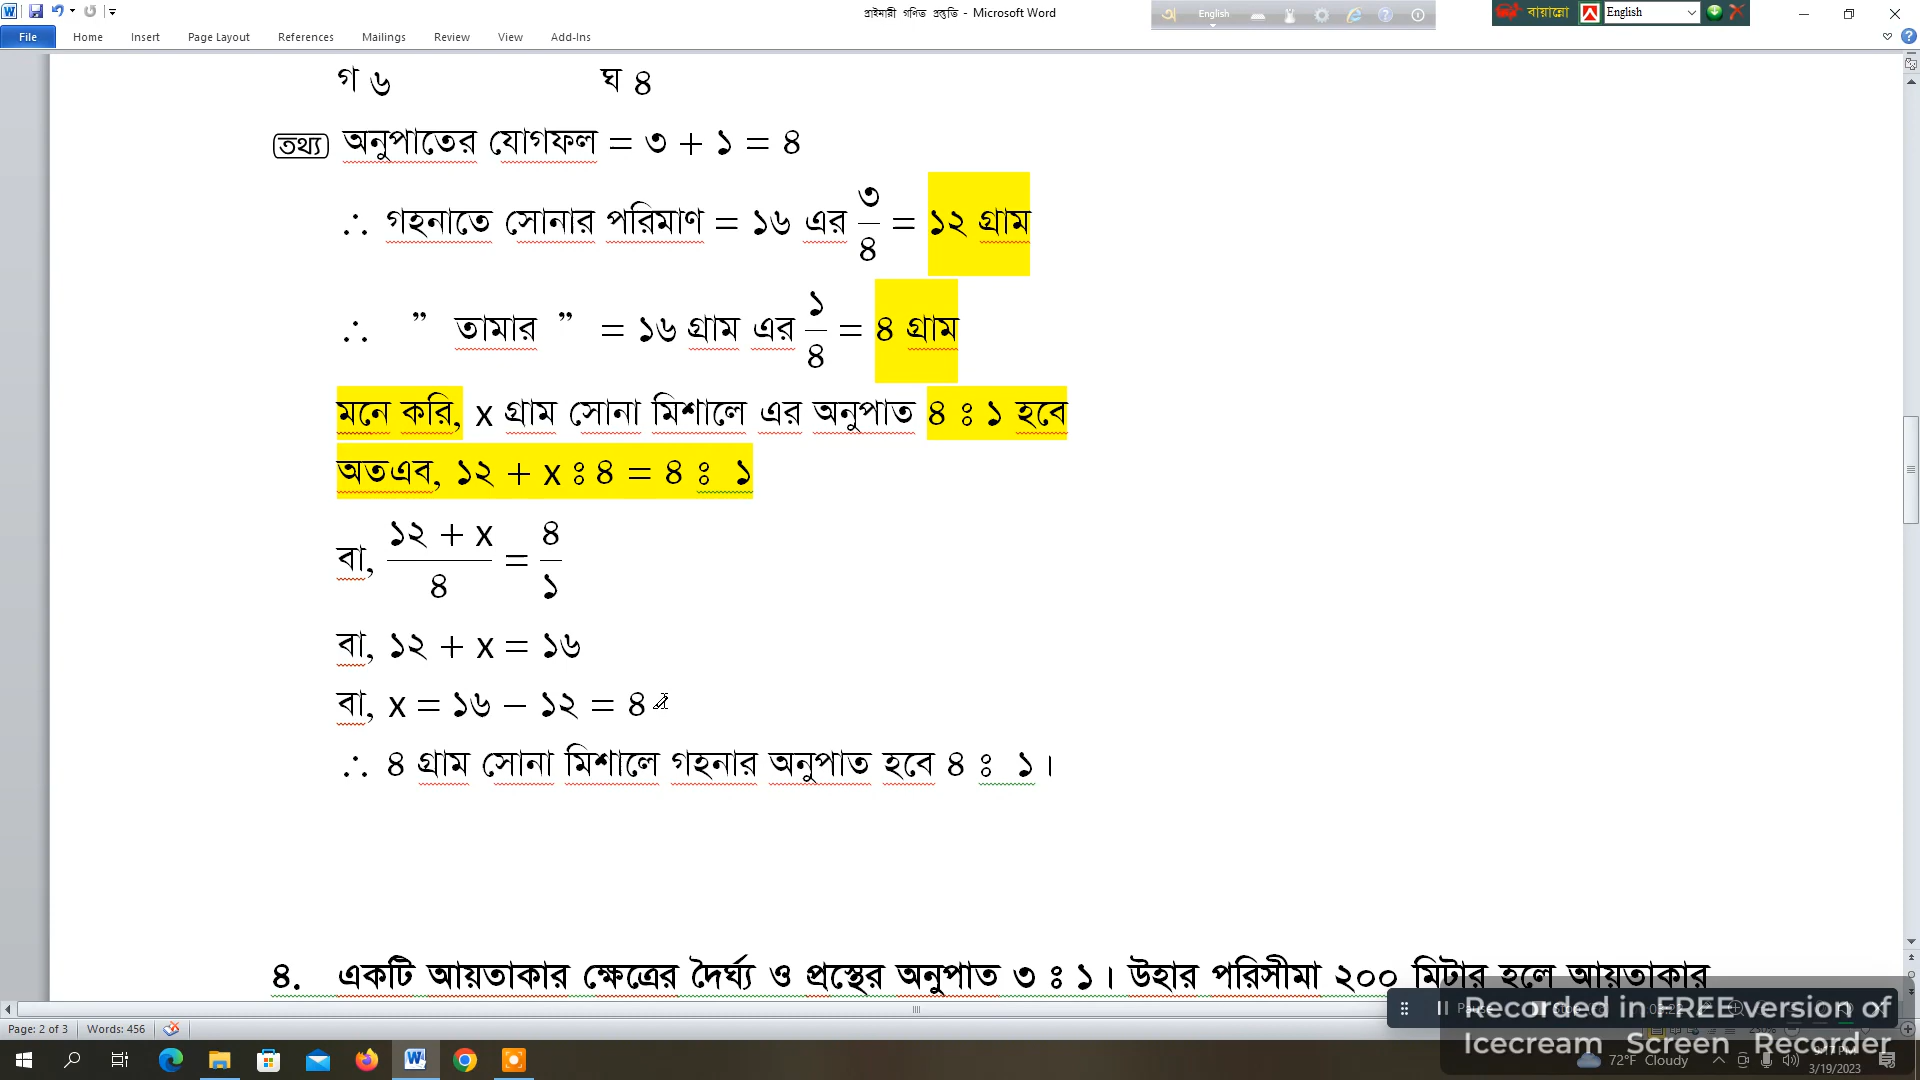 প্রাইমারী গণিত প্রস্তুতি - Microsoft Word
English
বায়ান্নো
English
File Home Insert Page Layout References Mailings Review View Add-Ins
গ ৬ ঘ ৪
তথ্য অনুপাতের যোগফল = ৩ + ১ = ৪
∴ গহনাতে সোনার পরিমাণ = ১৬ এর ৩/৪ = ১২ গ্রাম
∴ ” তামার ” = ১৬ গ্রাম এর ১/৪ = ৪ গ্রাম
মনে করি, x গ্রাম সোনা মিশালে এর অনুপাত ৪ ঃ ১ হবে
অতএব, ১২ + x ঃ ৪ = ৪ ঃ ১
বা, (১২ + x)/৪ = ৪/১
বা, ১২ + x = ১৬
বা, x = ১৬ – ১২ = ৪
∴ ৪ গ্রাম সোনা মিশালে গহনার অনুপাত হবে ৪ ঃ ১।
৪. একটি আয়তাকার ক্ষেত্রের দৈর্ঘ্য ও প্রস্থের অনুপাত ৩ ঃ ১। উহার পরিসীমা ২০০ মিটার হলে আয়তাকার
Recorded in FREE version of
Icecream Screen Recorder
Page: 2 of 3 Words: 456
72°F Cloudy
3/19/2023